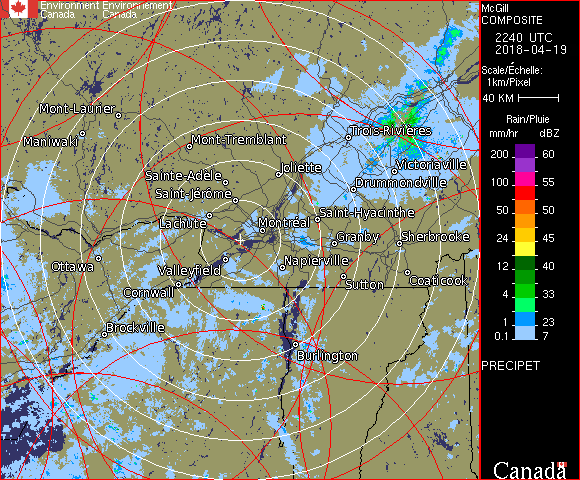 Environment Environnement
Canada Canada
McGill
COMPOSITE
2240 UTC
2018-04-19
Scale/Échelle:
1km/Pixel
40 KM
Rain/Pluie
mm/hr dBZ
200 60
100 55
50 50
24 45
12 40
4 33
1 23
0.1 7
PRECIPET
Canada
Mont-Laurier
Maniwaki
Mont-Tremblant
Trois-Rivières
Sainte-Adèle
Joliette
Victoriaville
Saint-Jérôme
Drummondville
Lachute
Montréal
Saint-Hyacinthe
Granby
Sherbrooke
Ottawa
Valleyfield
Napierville
Cornwall
Sutton
Coaticook
Brockville
Burlington